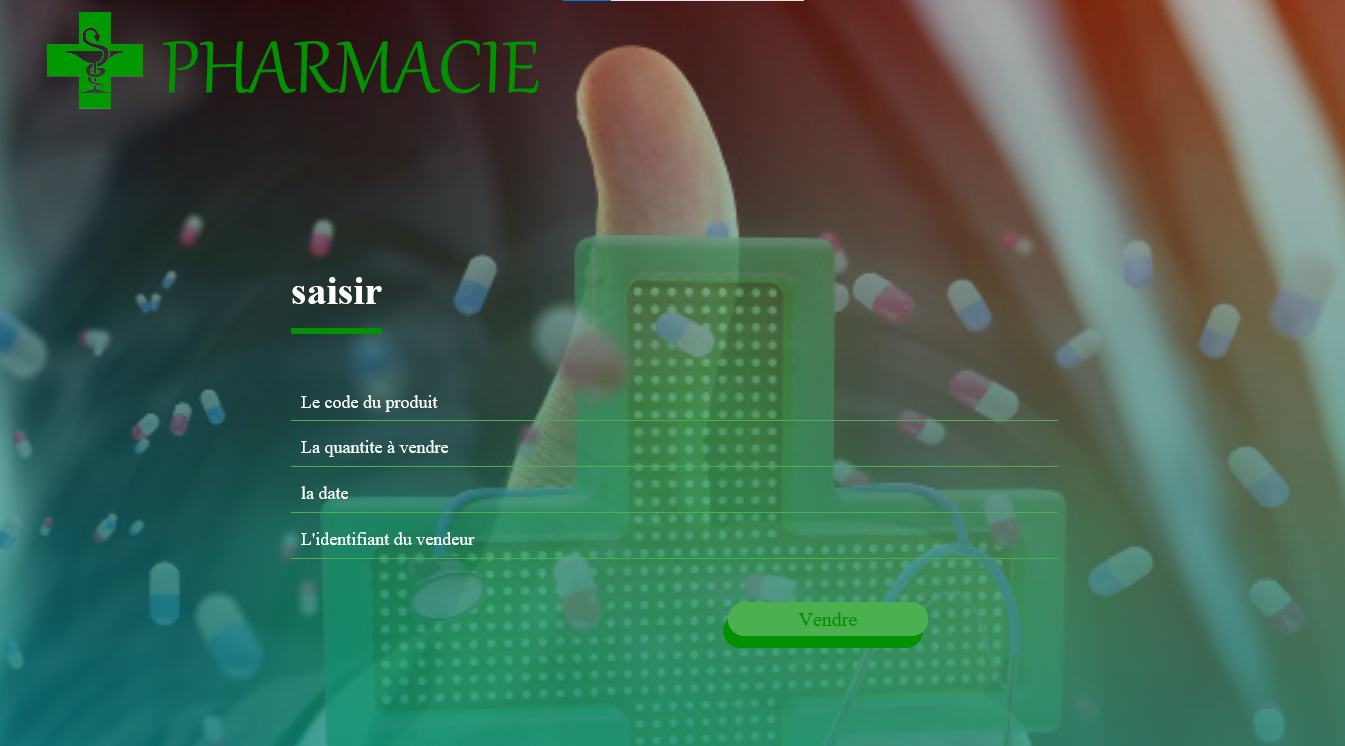 PHARMACIE
saisir
Le code du produit
La quantite à vendre
la date
L'identifiant du vendeur
Vendre